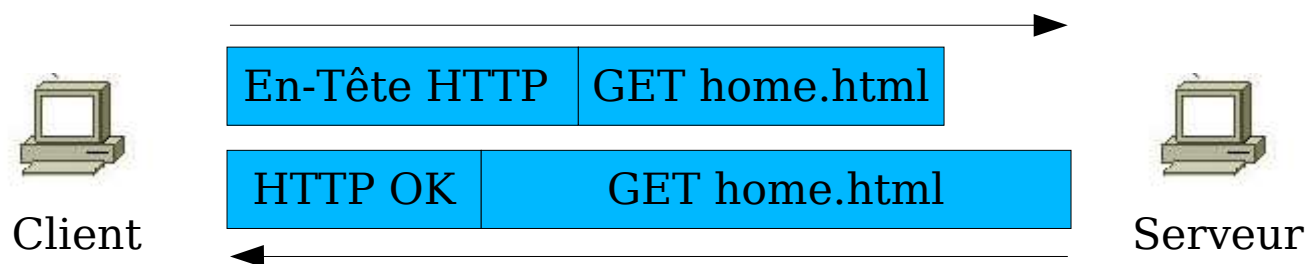 En-Tête HTTP GET home.html
HTTP OK GET home.html
Client
Serveur